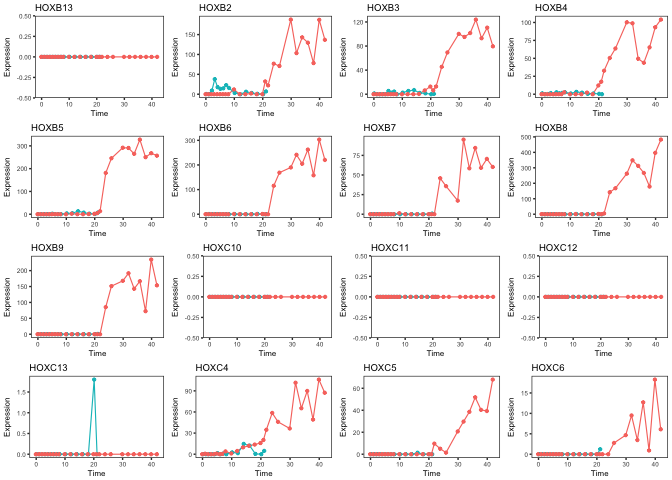 HOXB13
HOXB2
HOXB3
HOXB4
Expression
0.50
0.25
0.00
-0.25
-0.50
0 10 20 30 40
Time
Expression
150
100
50
0
0 10 20 30 40
Time
Expression
120
80
40
0
0 10 20 30 40
Time
Expression
100
75
50
25
0
0 10 20 30 40
Time
HOXB5
HOXB6
HOXB7
HOXB8
Expression
300
200
100
0
0 10 20 30 40
Time
Expression
300
200
100
0
0 10 20 30 40
Time
Expression
75
50
25
0
0 10 20 30 40
Time
Expression
500
400
300
200
100
0
0 10 20 30 40
Time
HOXB9
HOXC10
HOXC11
HOXC12
Expression
200
150
100
50
0
0 10 20 30 40
Time
Expression
0.50
0.25
0.00
-0.25
-0.50
0 10 20 30 40
Time
Expression
0.50
0.25
0.00
-0.25
-0.50
0 10 20 30 40
Time
Expression
0.50
0.25
0.00
-0.25
-0.50
0 10 20 30 40
Time
HOXC13
HOXC4
HOXC5
HOXC6
Expression
1.5
1.0
0.5
0.0
0 10 20 30 40
Time
Expression
90
60
30
0
0 10 20 30 40
Time
Expression
60
40
20
0
0 10 20 30 40
Time
Expression
15
10
5
0
0 10 20 30 40
Time